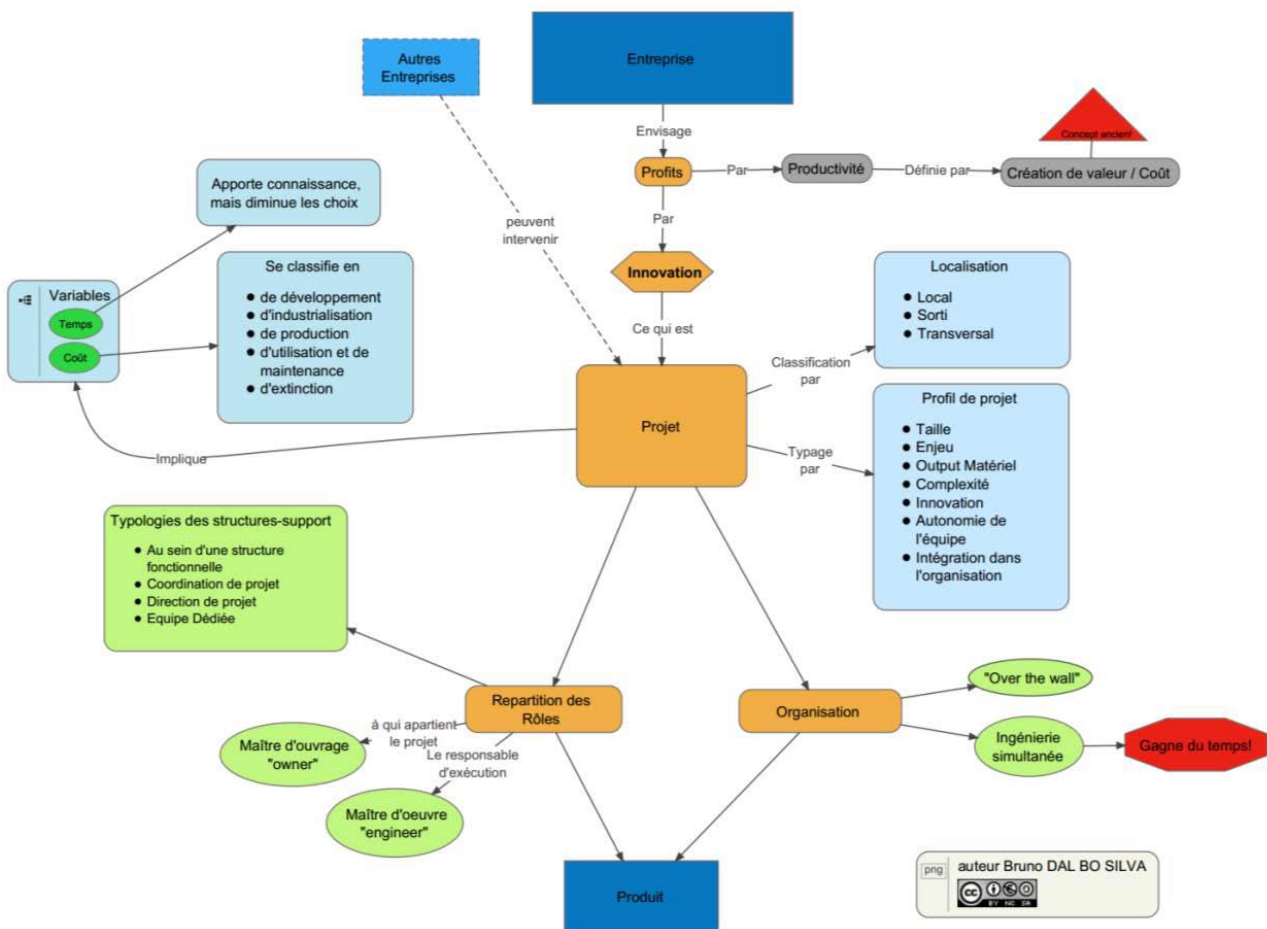 Autres
Entreprises
Entreprise
Envisage
Concept ancien!
Profits
Par
Productivité
Définie par
Création de valeur / Coût
Apporte connaissance,
mais diminue les choix
peuvent
intervenir
Par
Innovation
Se classifie en
● de développement
● d'industrialisation
● de production
● d'utilisation et de
maintenance
● d'extinction
Variables
Temps
Coût
Ce qui est
Localisation
● Local
● Sorti
● Transversal
Classification
par
Projet
Implique
Typage
par
Profil de projet
● Taille
● Enjeu
● Output Matériel
● Complexité
● Innovation
● Autonomie de
l'équipe
● Intégration dans
l'organisation
Typologies des structures-support
● Au sein d'une structure
fonctionnelle
● Coordination de projet
● Direction de projet
● Equipe Dédiée
Repartition des
Rôles
Organisation
"Over the wall"
Ingénierie
simultanée
Gagne du temps!
à qui apartient
le projet
Maître d'ouvrage
"owner"
Le responsable
d'exécution
Maître d'oeuvre
"engineer"
Produit
png
auteur Bruno DAL BO SILVA
cc
BY NC SA